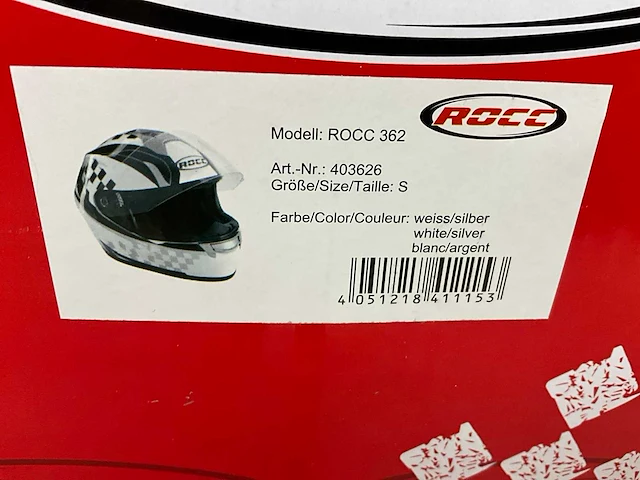 ROCC
Modell: ROCC 362
Art.-Nr.: 403626
Größe/Size/Taille: S
Farbe/Color/Couleur: weiss/silber
white/silver
blanc/argent
4 051218 411153
ROCC